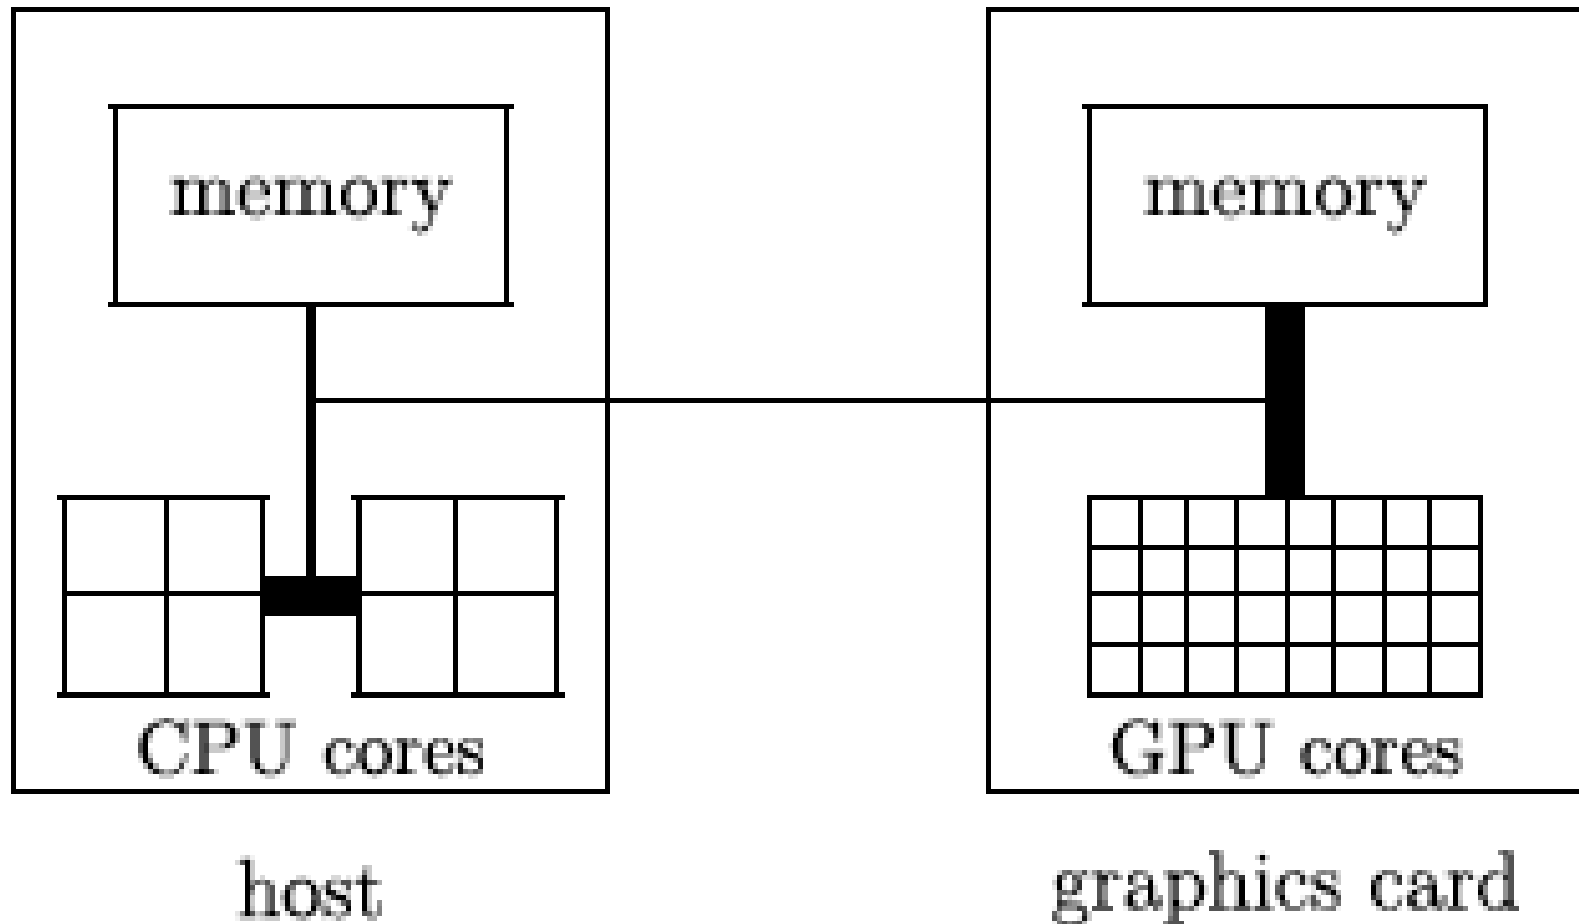 memory
CPU cores
host
memory
GPU cores
graphics card